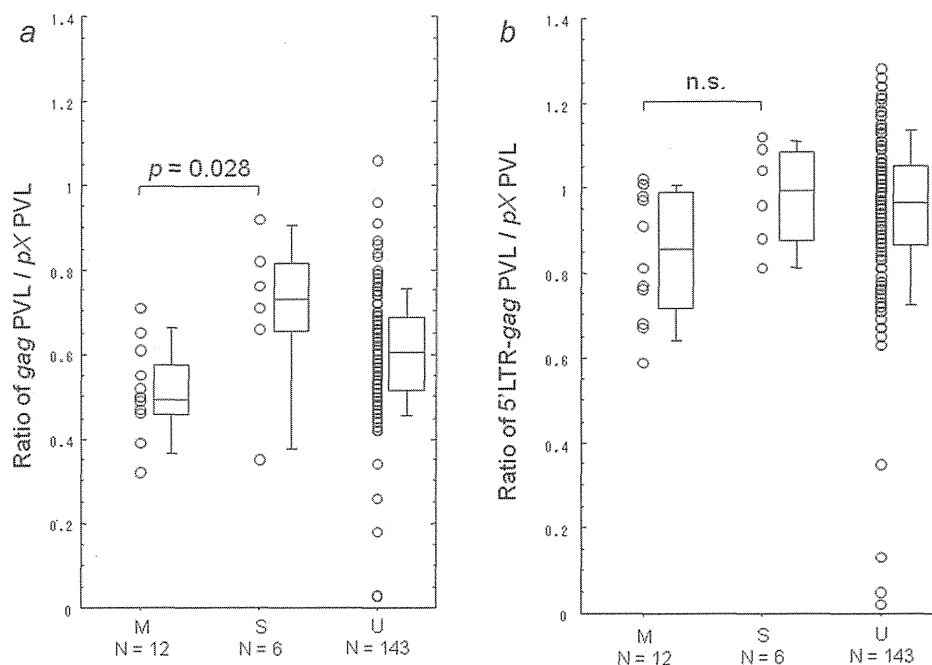 a
Ratio of gag PVL / pX PVL
1.4
1.2
1
0.8
0.6
0.4
0.2
0
p = 0.028
M
N = 12
S
N = 6
U
N = 143
b
Ratio of 5'LTR-gag PVL / pX PVL
1.4
1.2
1
0.8
0.6
0.4
0.2
0
n.s.
M
N = 12
S
N = 6
U
N = 143